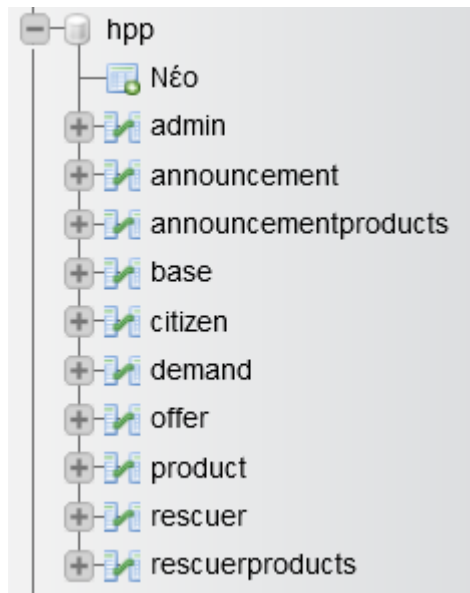 hpp
Νέο
admin
announcement
announcementproducts
base
citizen
demand
offer
product
rescuer
rescuerproducts